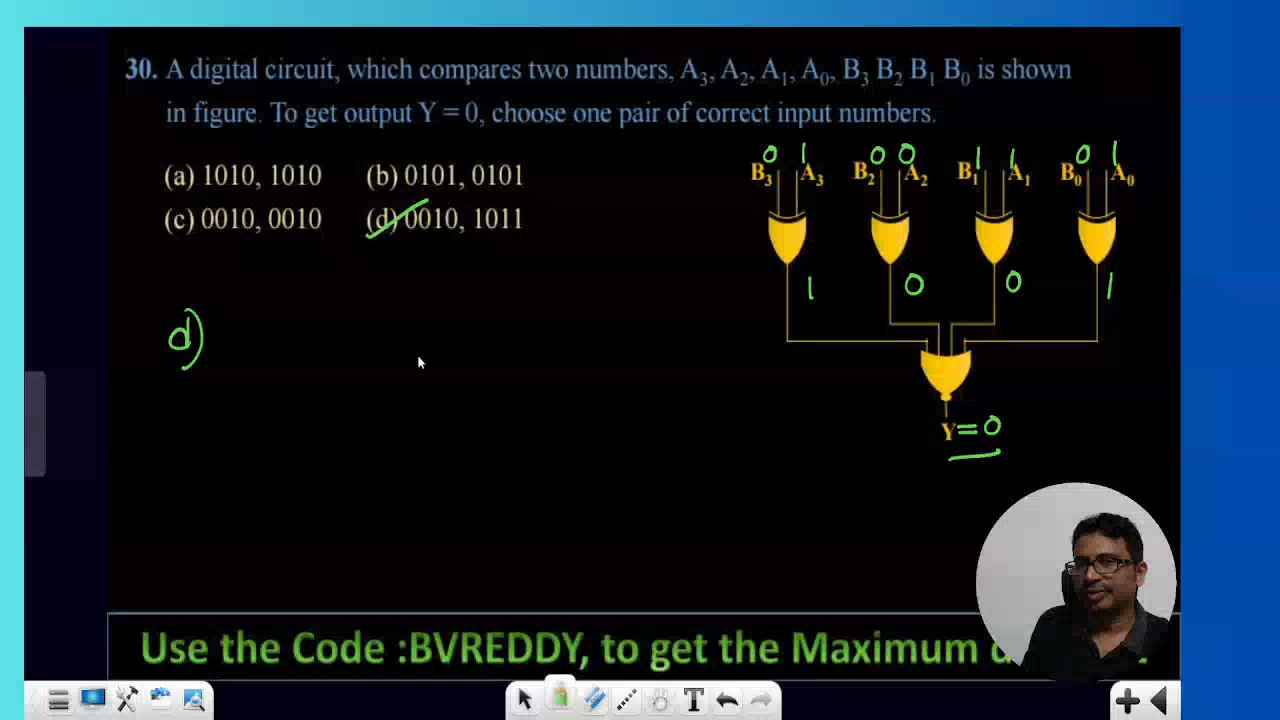 30. A digital circuit, which compares two numbers, A₃, A₂, A₁, A₀, B₃ B₂ B₁ B₀ is shown
in figure. To get output Y = 0, choose one pair of correct input numbers.
(a) 1010, 1010 (b) 0101, 0101
(c) 0010, 0010 (d) 0010, 1011
0 1 0 0 1 1 0 1
B₃ A₃ B₂ A₂ B₁ A₁ B₀ A₀
1 0 0 1
d)
Y = 0
Use the Code :BVREDDY, to get the Maximum
T